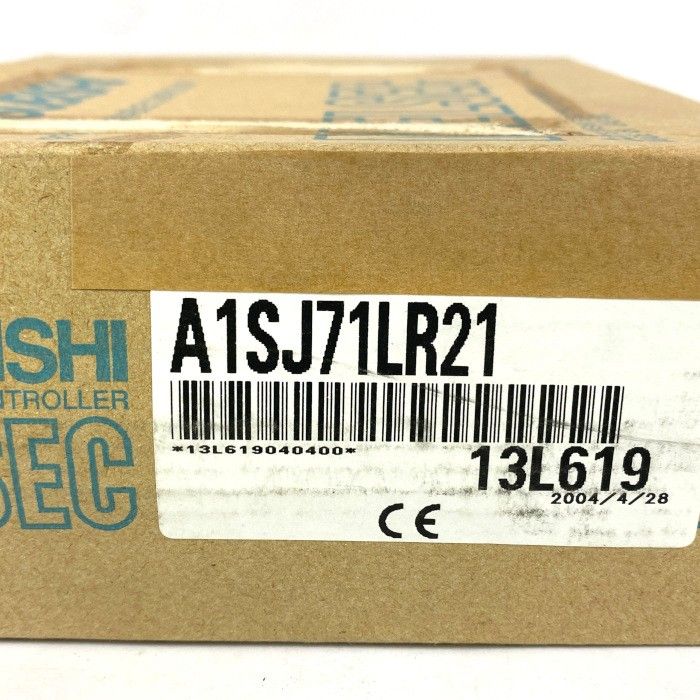 ISHI
NTROLLER
SEC
A1SJ71LR21
*13L619040400*
13L619
2004/4/28
CE